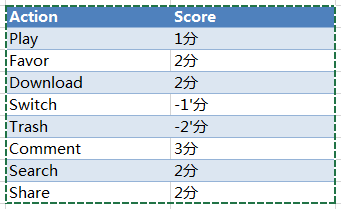 Action Score
Play 1分
Favor 2分
Download 2分
Switch -1'分
Trash -2'分
Comment 3分
Search 2分
Share 2分